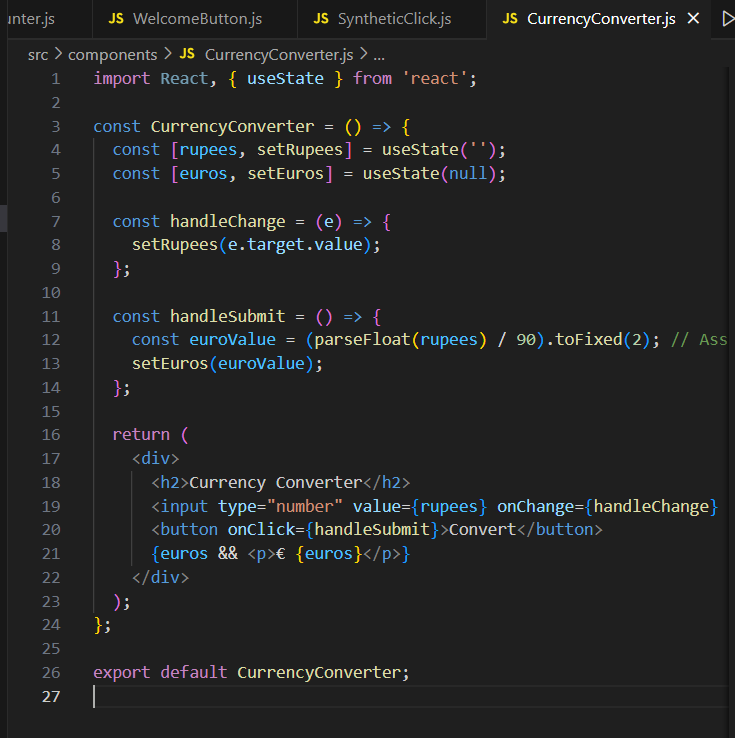 unter.js JS WelcomeButton.js JS SyntheticClick.js JS CurrencyConverter.js
src > components > JS CurrencyConverter.js > ...
1 import React, { useState } from 'react';
2
3 const CurrencyConverter = () => {
4 const [rupees, setRupees] = useState('');
5 const [euros, setEuros] = useState(null);
6
7 const handleChange = (e) => {
8 setRupees(e.target.value);
9 };
10
11 const handleSubmit = () => {
12 const euroValue = (parseFloat(rupees) / 90).toFixed(2); // Ass
13 setEuros(euroValue);
14 };
15
16 return (
17 <div>
18 <h2>Currency Converter</h2>
19 <input type="number" value={rupees} onChange={handleChange}
20 <button onClick={handleSubmit}>Convert</button>
21 {euros && <p>€ {euros}</p>}
22 </div>
23 );
24 };
25
26 export default CurrencyConverter;
27